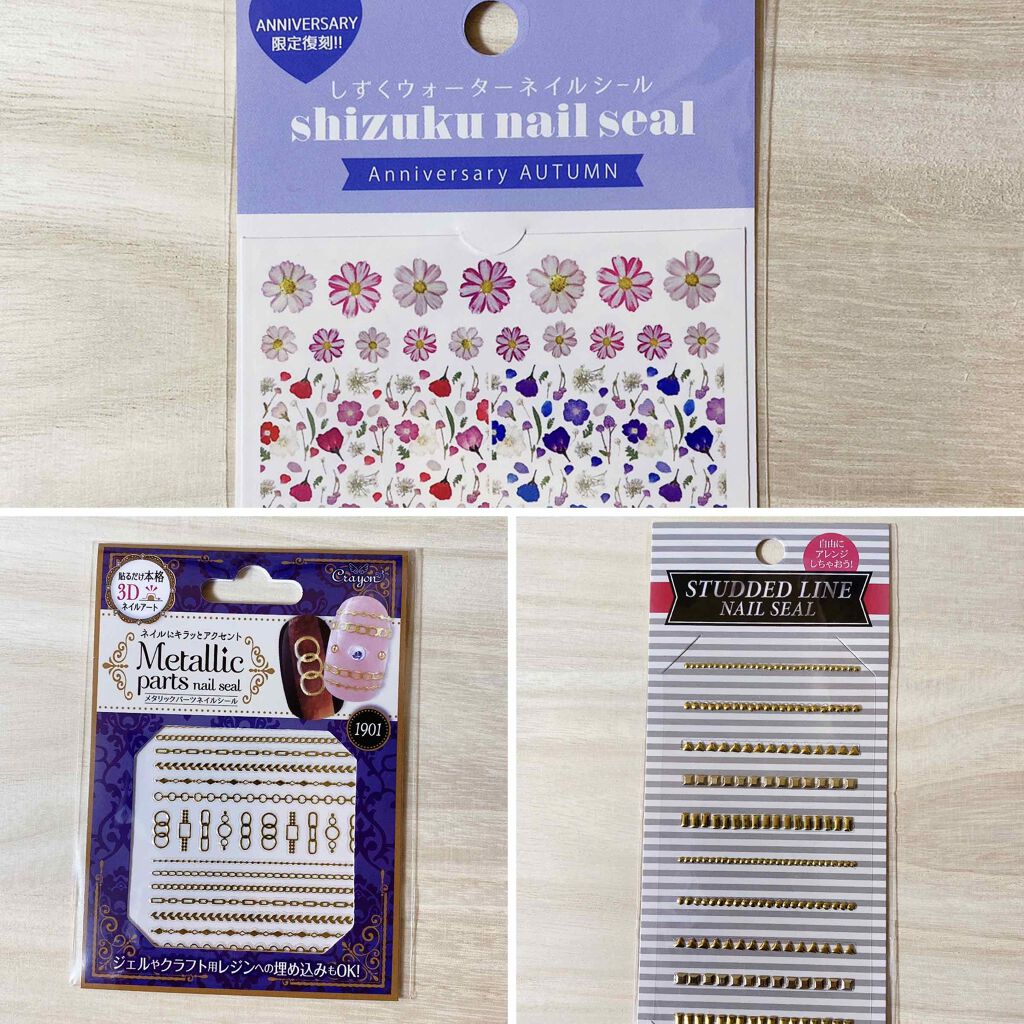 ANNIVERSARY
限定復刻!!
しずくウォーターネイルシール
shizuku nail seal
Anniversary AUTUMN
貼るだけ本格
3D
ネイルアート
Crayon
ネイルにキラッとアクセント
Metallic
parts nail seal
メタリックパーツネイルシール
1901
ジェルやクラフト用レジンへの埋め込みもOK!
自由に
アレンジ
しちゃおう!
STUDDED LINE
NAIL SEAL